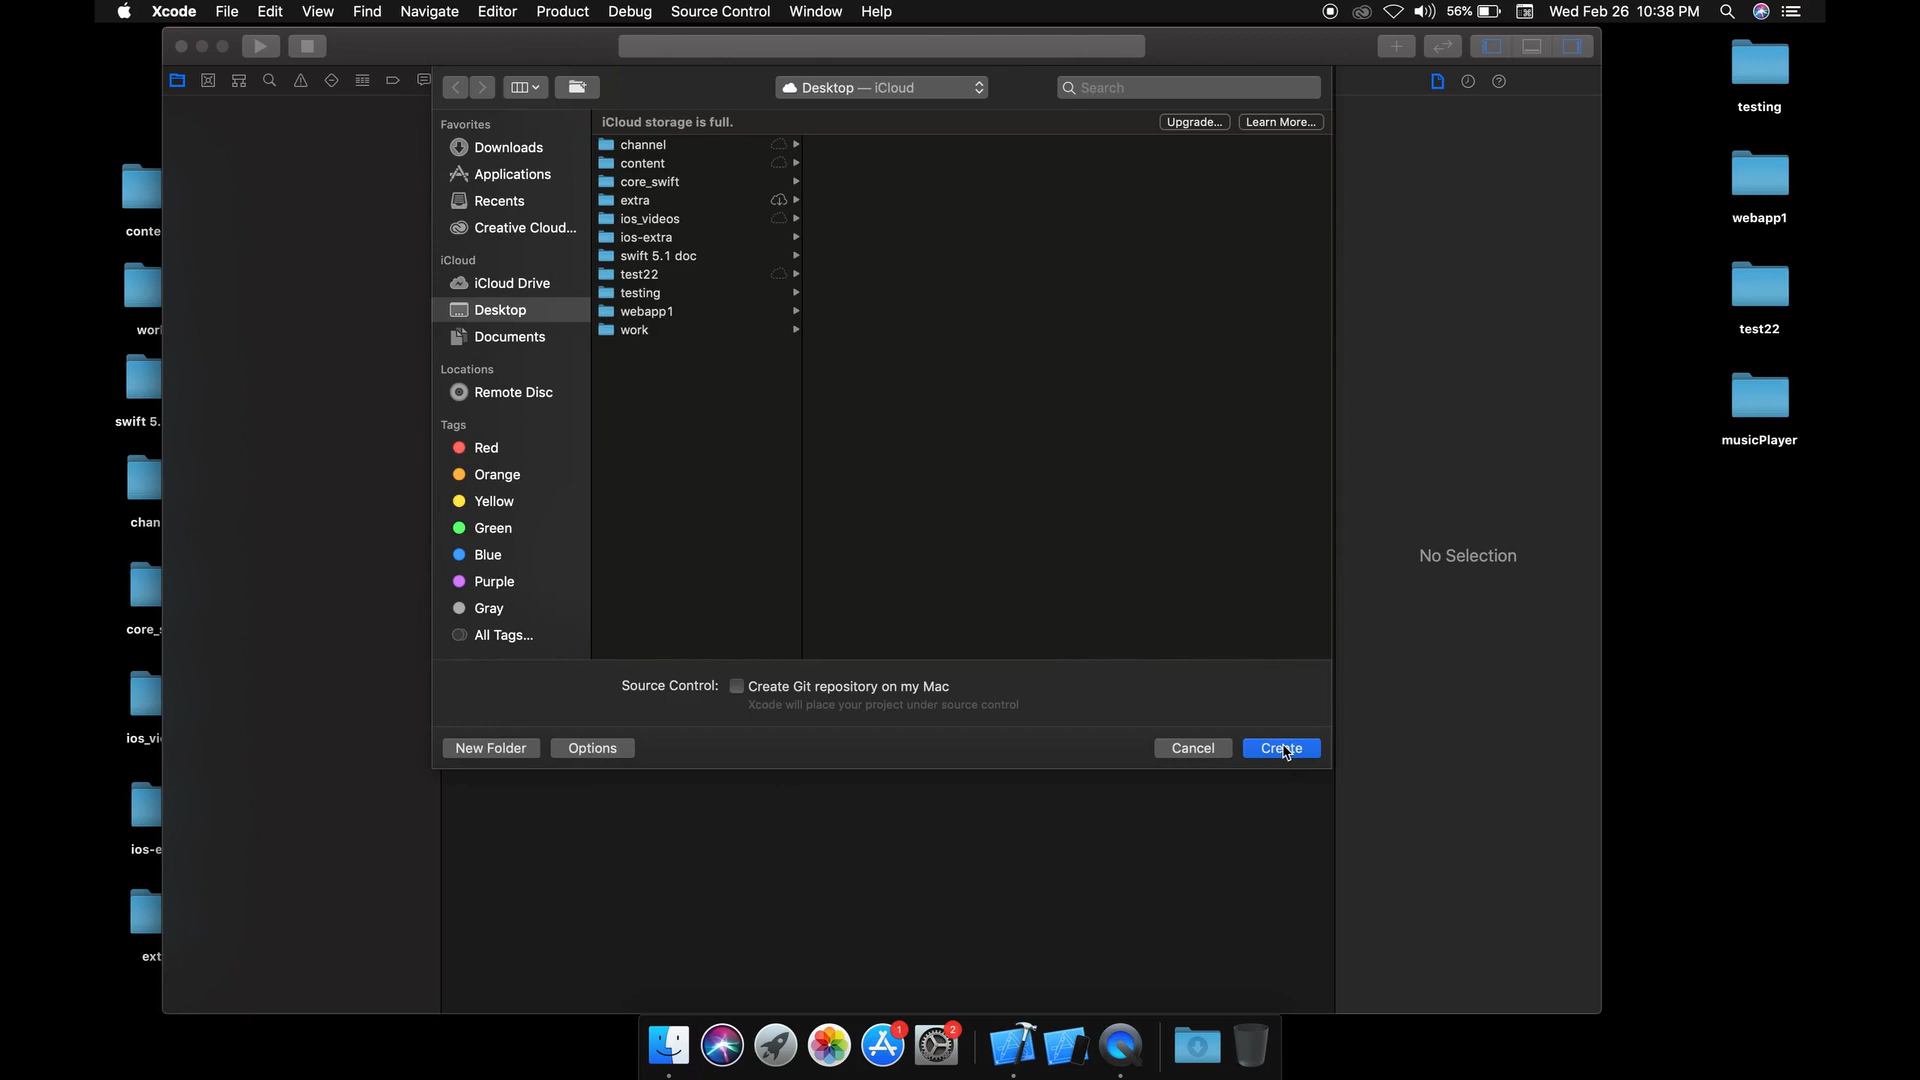 Xcode File Edit View Find Navigate Editor Product Debug Source Control Window Help
56% Wed Feb 26 10:38 PM
Desktop — iCloud
Search
Favorites
Downloads
Applications
Recents
Creative Cloud...
iCloud
iCloud Drive
Desktop
Documents
Locations
Remote Disc
Tags
Red
Orange
Yellow
Green
Blue
Purple
Gray
All Tags...
iCloud storage is full.
Upgrade...
Learn More...
channel
content
core_swift
extra
ios_videos
ios-extra
swift 5.1 doc
test22
testing
webapp1
work
Source Control: Create Git repository on my Mac
Xcode will place your project under source control
New Folder
Options
Cancel
Create
No Selection
conte
wor
swift 5.
chan
core_s
ios_vi
ios-e
ext
testing
webapp1
test22
musicPlayer
1
2